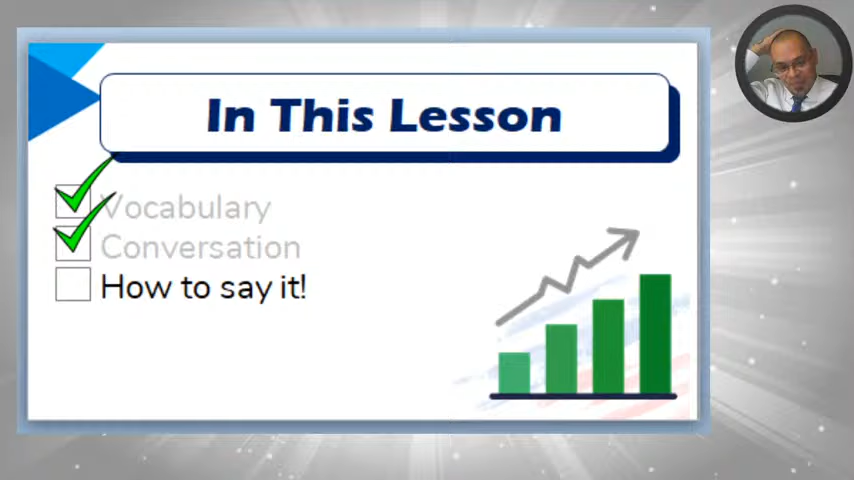 In This Lesson
Vocabulary
Conversation
How to say it!